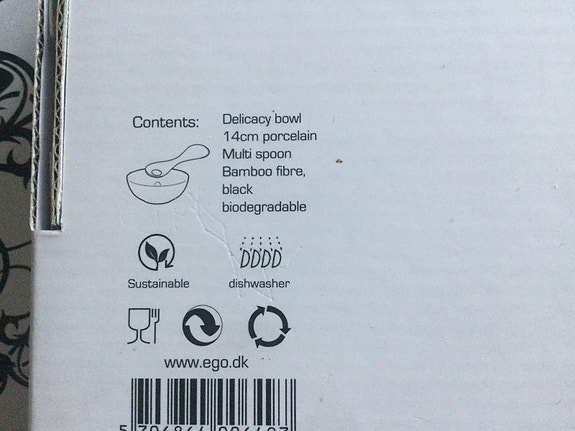 Contents:
Delicacy bowl
14cm porcelain
Multi spoon
Bamboo fibre,
black
biodegradable
Sustainable
dishwasher
www.ego.dk